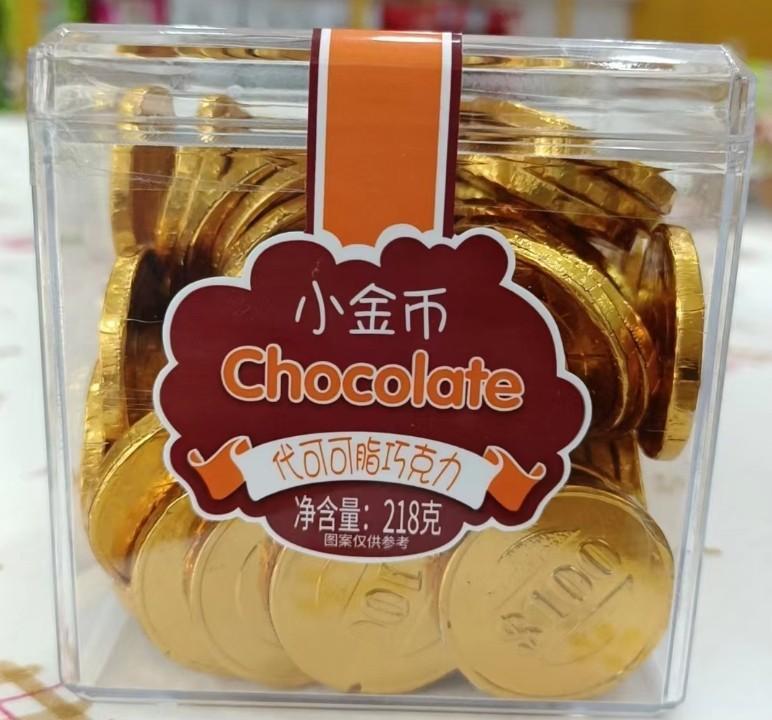 小金币
Chocolate
代可可脂巧克力
净含量：218克
图案仅供参考
100
$100